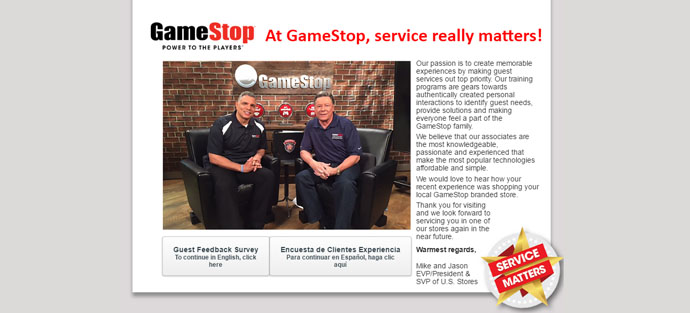 GameStop
POWER TO THE PLAYERS
At GameStop, service really matters!
GameStop
Our passion is to create memorable
experiences by making guest
services out top priority. Our training
programs are gears towards
authentically created personal
interactions to identify guest needs,
provide solutions and making
everyone feel a part of the
GameStop family.
We believe that our associates are
the most knowledgeable,
passionate and experienced that
make the most popular technologies
affordable and simple.
We would love to hear how your
recent experience was shopping your
local GameStop branded store.
Thank you for visiting
and we look forward to
servicing you in one of
our stores again in the
near future.
Warmest regards,
Mike and Jason
EVP/President &
SVP of U.S. Stores
Guest Feedback Survey
To continue in English, click
here
Encuesta de Clientes Experiencia
Para continuar en Español, haga clic
aquí
SERVICE
MATTERS